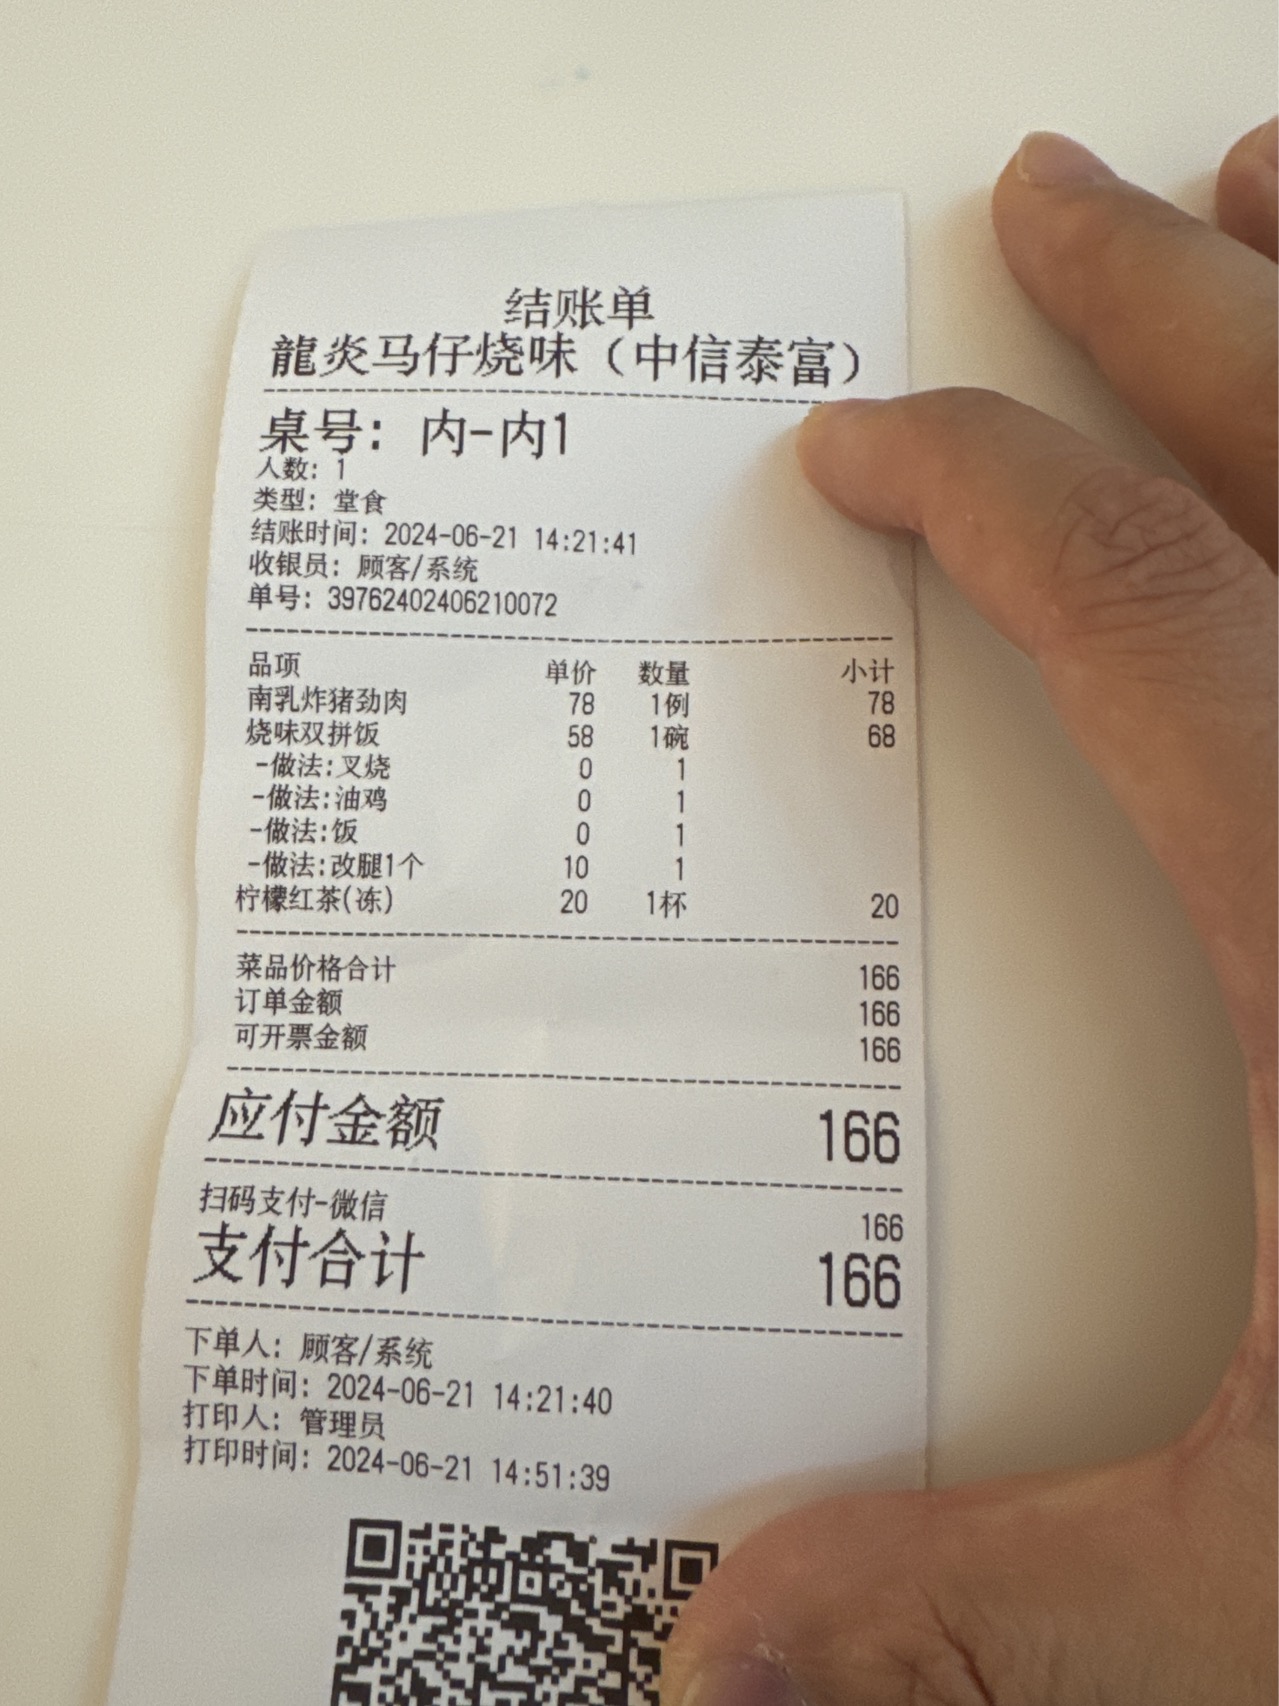 结账单
龍炎马仔烧味（中信泰富）
桌号：内-内1
人数：1
类型：堂食
结账时间：2024-06-21 14:21:41
收银员：顾客/系统
单号：39762402406210072
品项 单价 数量 小计
南乳炸猪劲肉 78 1例 78
烧味双拼饭 58 1碗 68
-做法:叉烧 0 1
-做法:油鸡 0 1
-做法:饭 0 1
-做法:改腿1个 10 1
柠檬红茶(冻) 20 1杯 20
菜品价格合计 166
订单金额 166
可开票金额 166
应付金额 166
扫码支付-微信 166
支付合计 166
下单人：顾客/系统
下单时间：2024-06-21 14:21:40
打印人：管理员
打印时间：2024-06-21 14:51:39